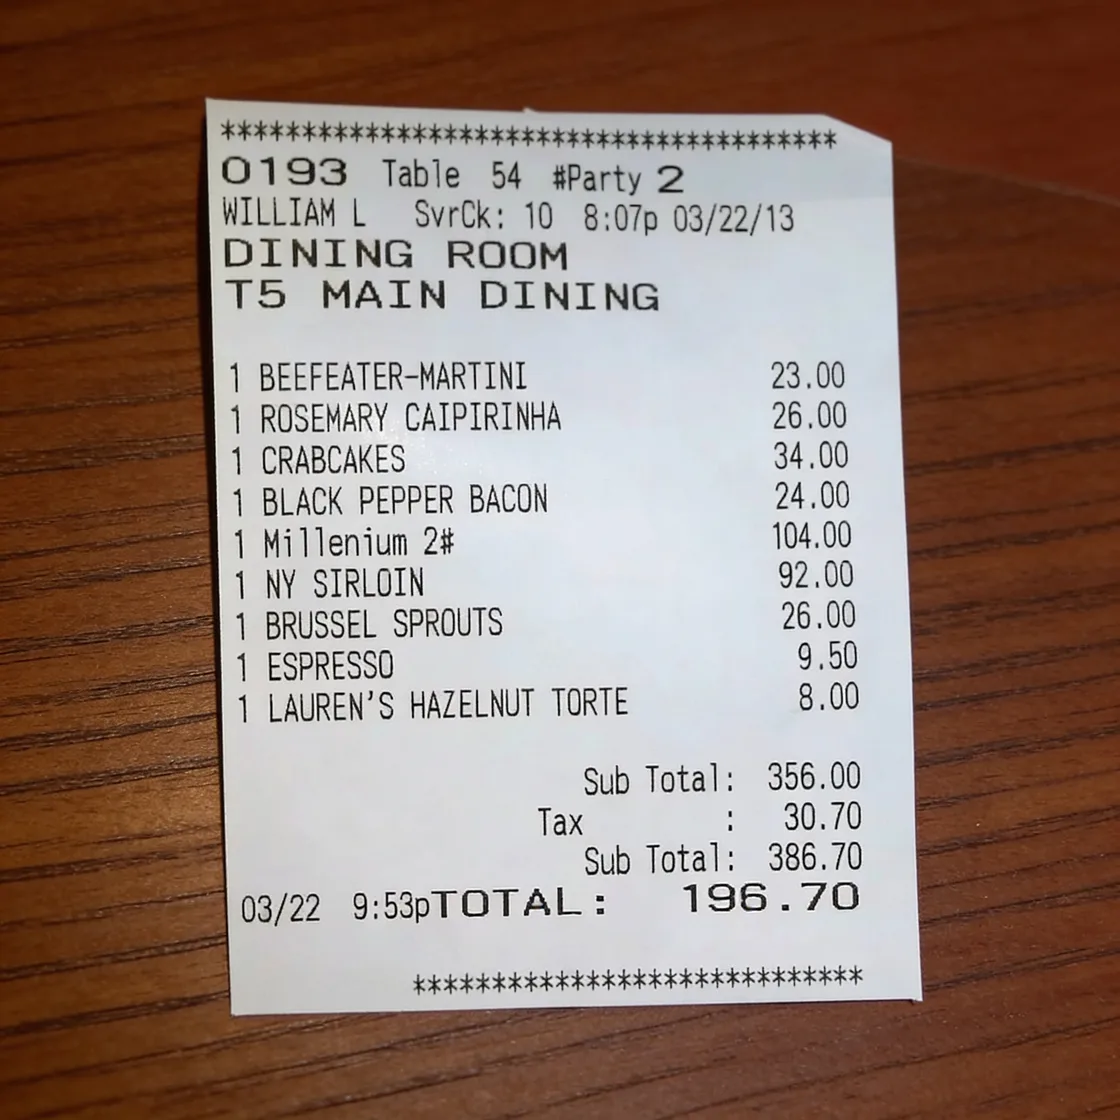 ***************************************
0193 Table 54 #Party 2
WILLIAM L SvrCk: 10 8:07p 03/22/13
DINING ROOM
T5 MAIN DINING
1 BEEFEATER-MARTINI 23.00
1 ROSEMARY CAIPIRINHA 26.00
1 CRABCAKES 34.00
1 BLACK PEPPER BACON 24.00
1 Millenium 2# 104.00
1 NY SIRLOIN 92.00
1 BRUSSEL SPROUTS 26.00
1 ESPRESSO 9.50
1 LAUREN'S HAZELNUT TORTE 8.00
Sub Total: 356.00
Tax : 30.70
Sub Total: 386.70
03/22 9:53pTOTAL: 196.70
*****************************